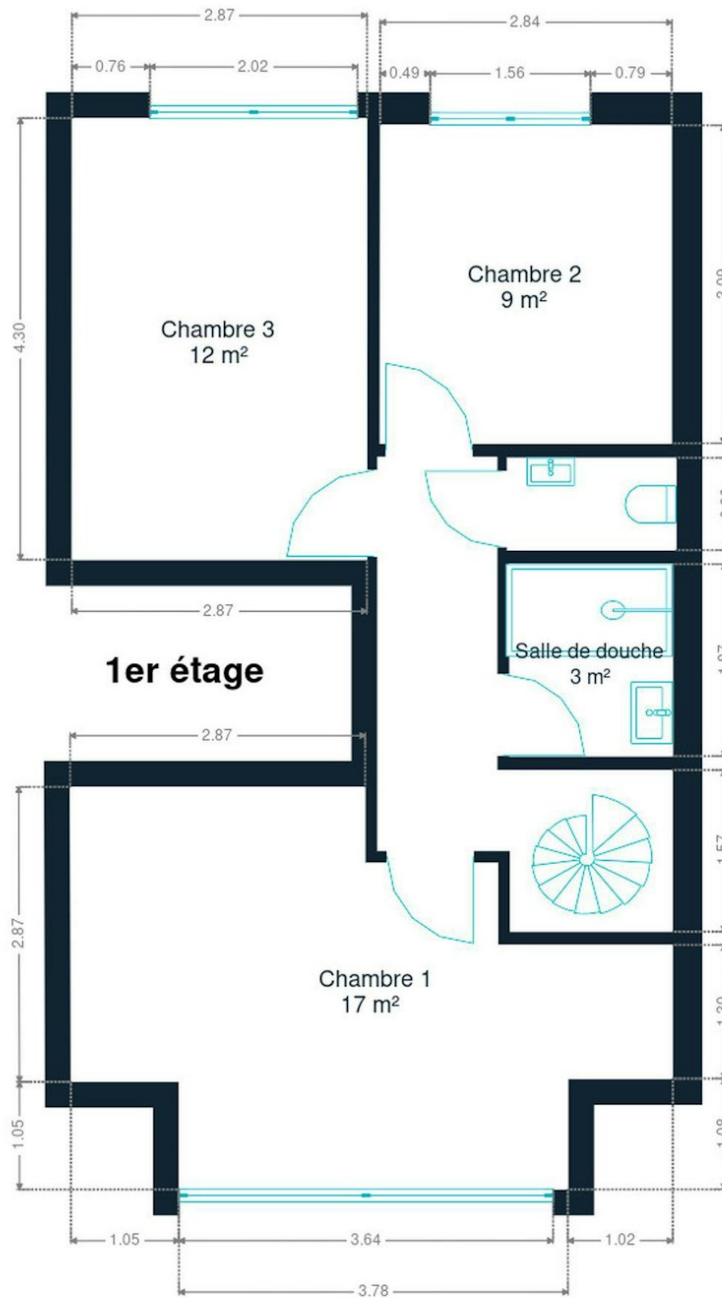 2.87
2.84
0.76
2.02
0.49
1.56
0.79
4.30
Chambre 3
12 m²
Chambre 2
9 m²
2.87
1er étage
2.87
Salle de douche
3 m²
2.87
Chambre 1
17 m²
1.05
1.05
3.64
1.02
3.78